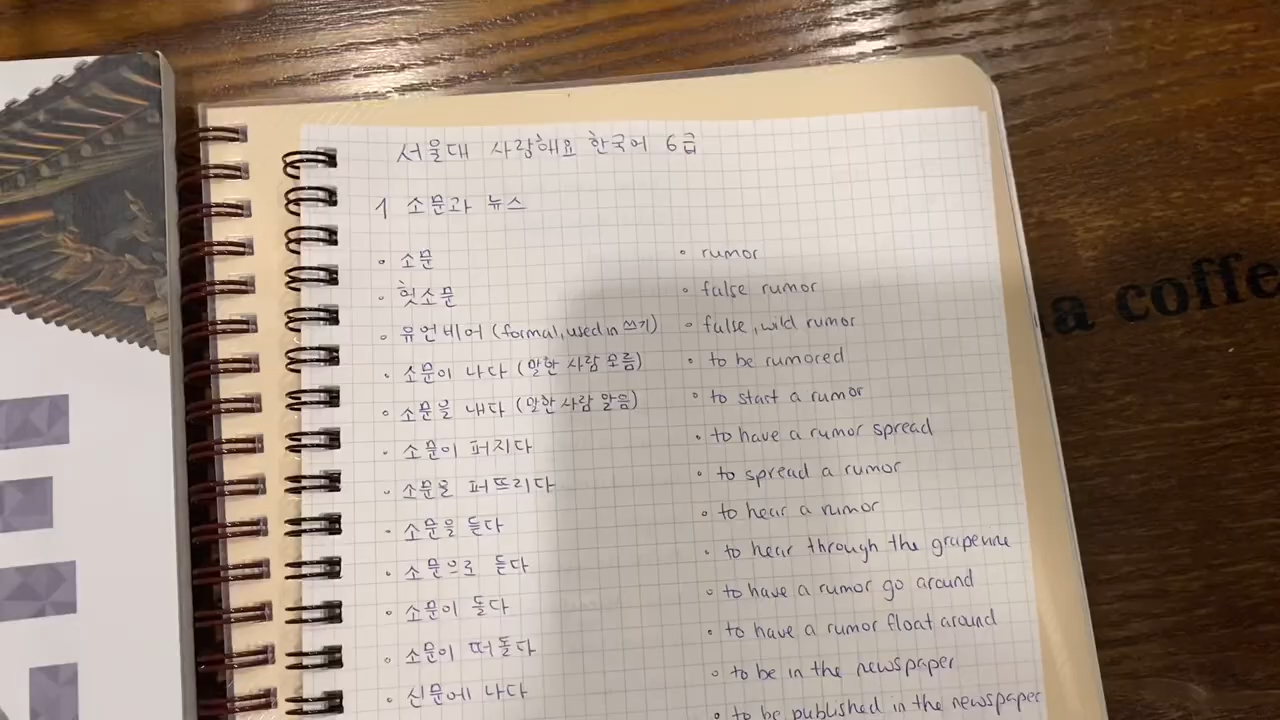 서울대 사랑해요 한국어 6급
1 소문과 뉴스
• 소문 • rumor
• 헛소문 • false rumor
• 유언비어 (formal, used in 쓰기) • false, wild rumor
• 소문이 나다 (말한 사람 모름) • to be rumored
• 소문을 내다 (말한 사람 앎음) • to start a rumor
• 소문이 퍼지다 • to have a rumor spread
• 소문을 퍼뜨리다 • to spread a rumor
• 소문을 듣다 • to hear a rumor
• 소문으로 듣다 • to hear through the grapevine
• 소문이 돌다 • to have a rumor go around
• 소문이 떠돌다 • to have a rumor float around
• 신문에 나다 • to be in the newspaper
• to be published in the newspaper
a coffe